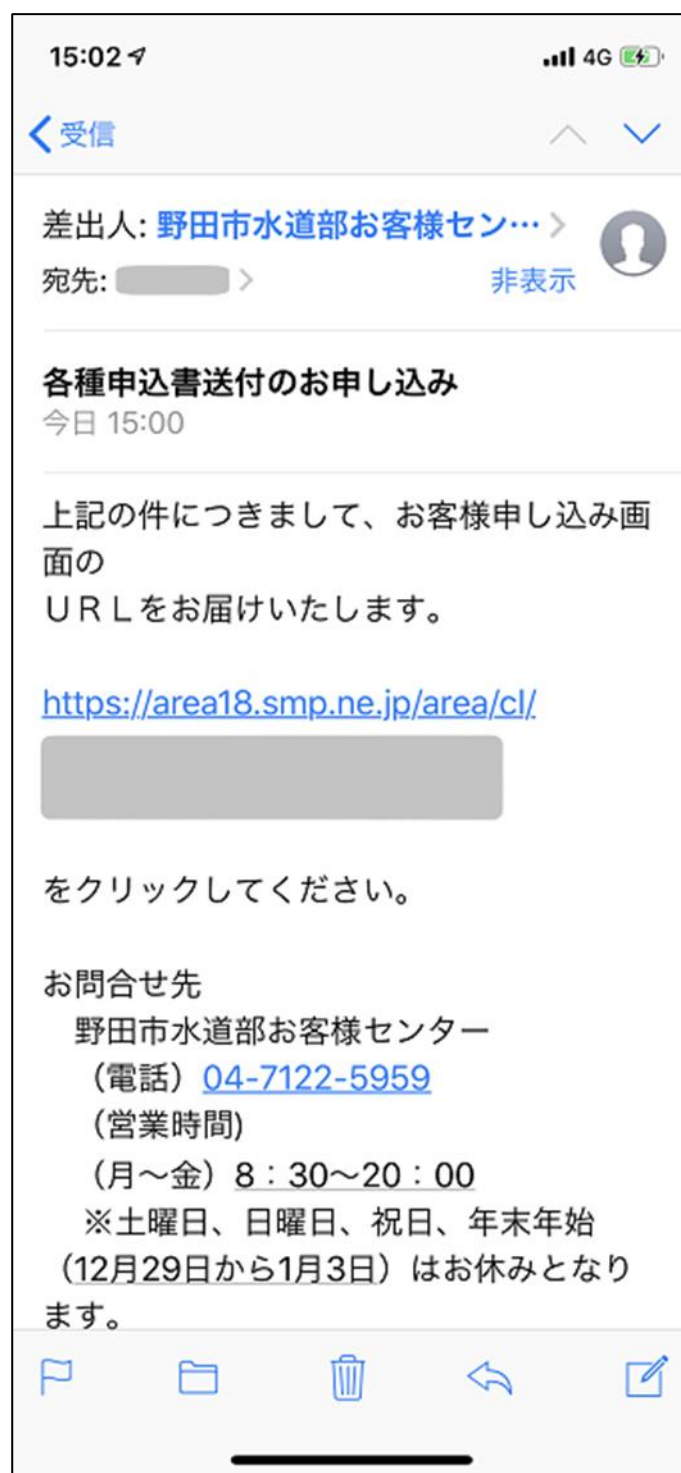 15:02
4G
受信
差出人: 野田市水道部お客様セン…
宛先:
非表示
各種申込書送付のお申し込み
今日 15:00
上記の件につきまして、お客様申し込み画
面の
ＵＲＬをお届けいたします。
https://area18.smp.ne.jp/area/cl/
をクリックしてください。
お問合せ先
野田市水道部お客様センター
（電話）04-7122-5959
（営業時間)
（月～金）８：30～20：00
※土曜日、日曜日、祝日、年末年始
（12月29日から1月3日）はお休みとなり
ます。